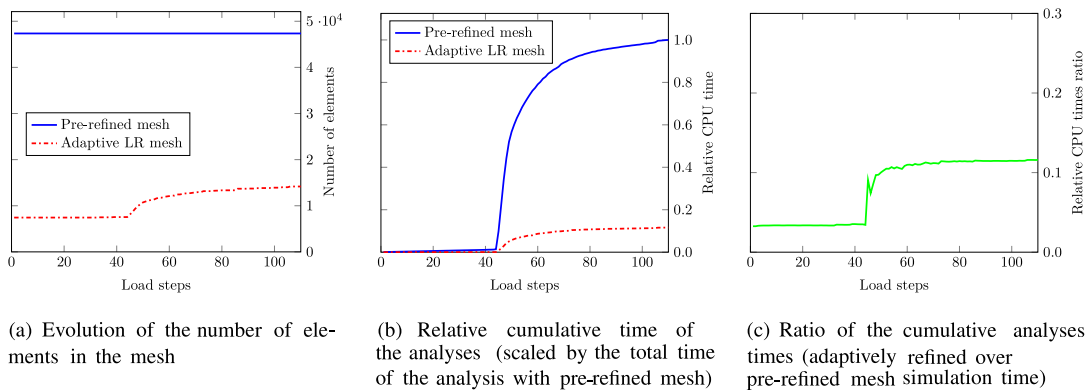 5·10⁴
4
3
2
1
0
Number of elements
0 20 40 60 80 100
Load steps
Pre-refined mesh
Adaptive LR mesh
(a) Evolution of the number of ele-
ments in the mesh
Pre-refined mesh
Adaptive LR mesh
1.0
0.8
0.6
0.4
0.2
0.0
Relative CPU time
0 20 40 60 80 100
Load steps
(b) Relative cumulative time of
the analyses (scaled by the total time
of the analysis with pre-refined mesh)
0.3
0.2
0.1
0.0
Relative CPU times ratio
0 20 40 60 80 100
Load steps
(c) Ratio of the cumulative analyses
times (adaptively refined over
pre-refined mesh simulation time)